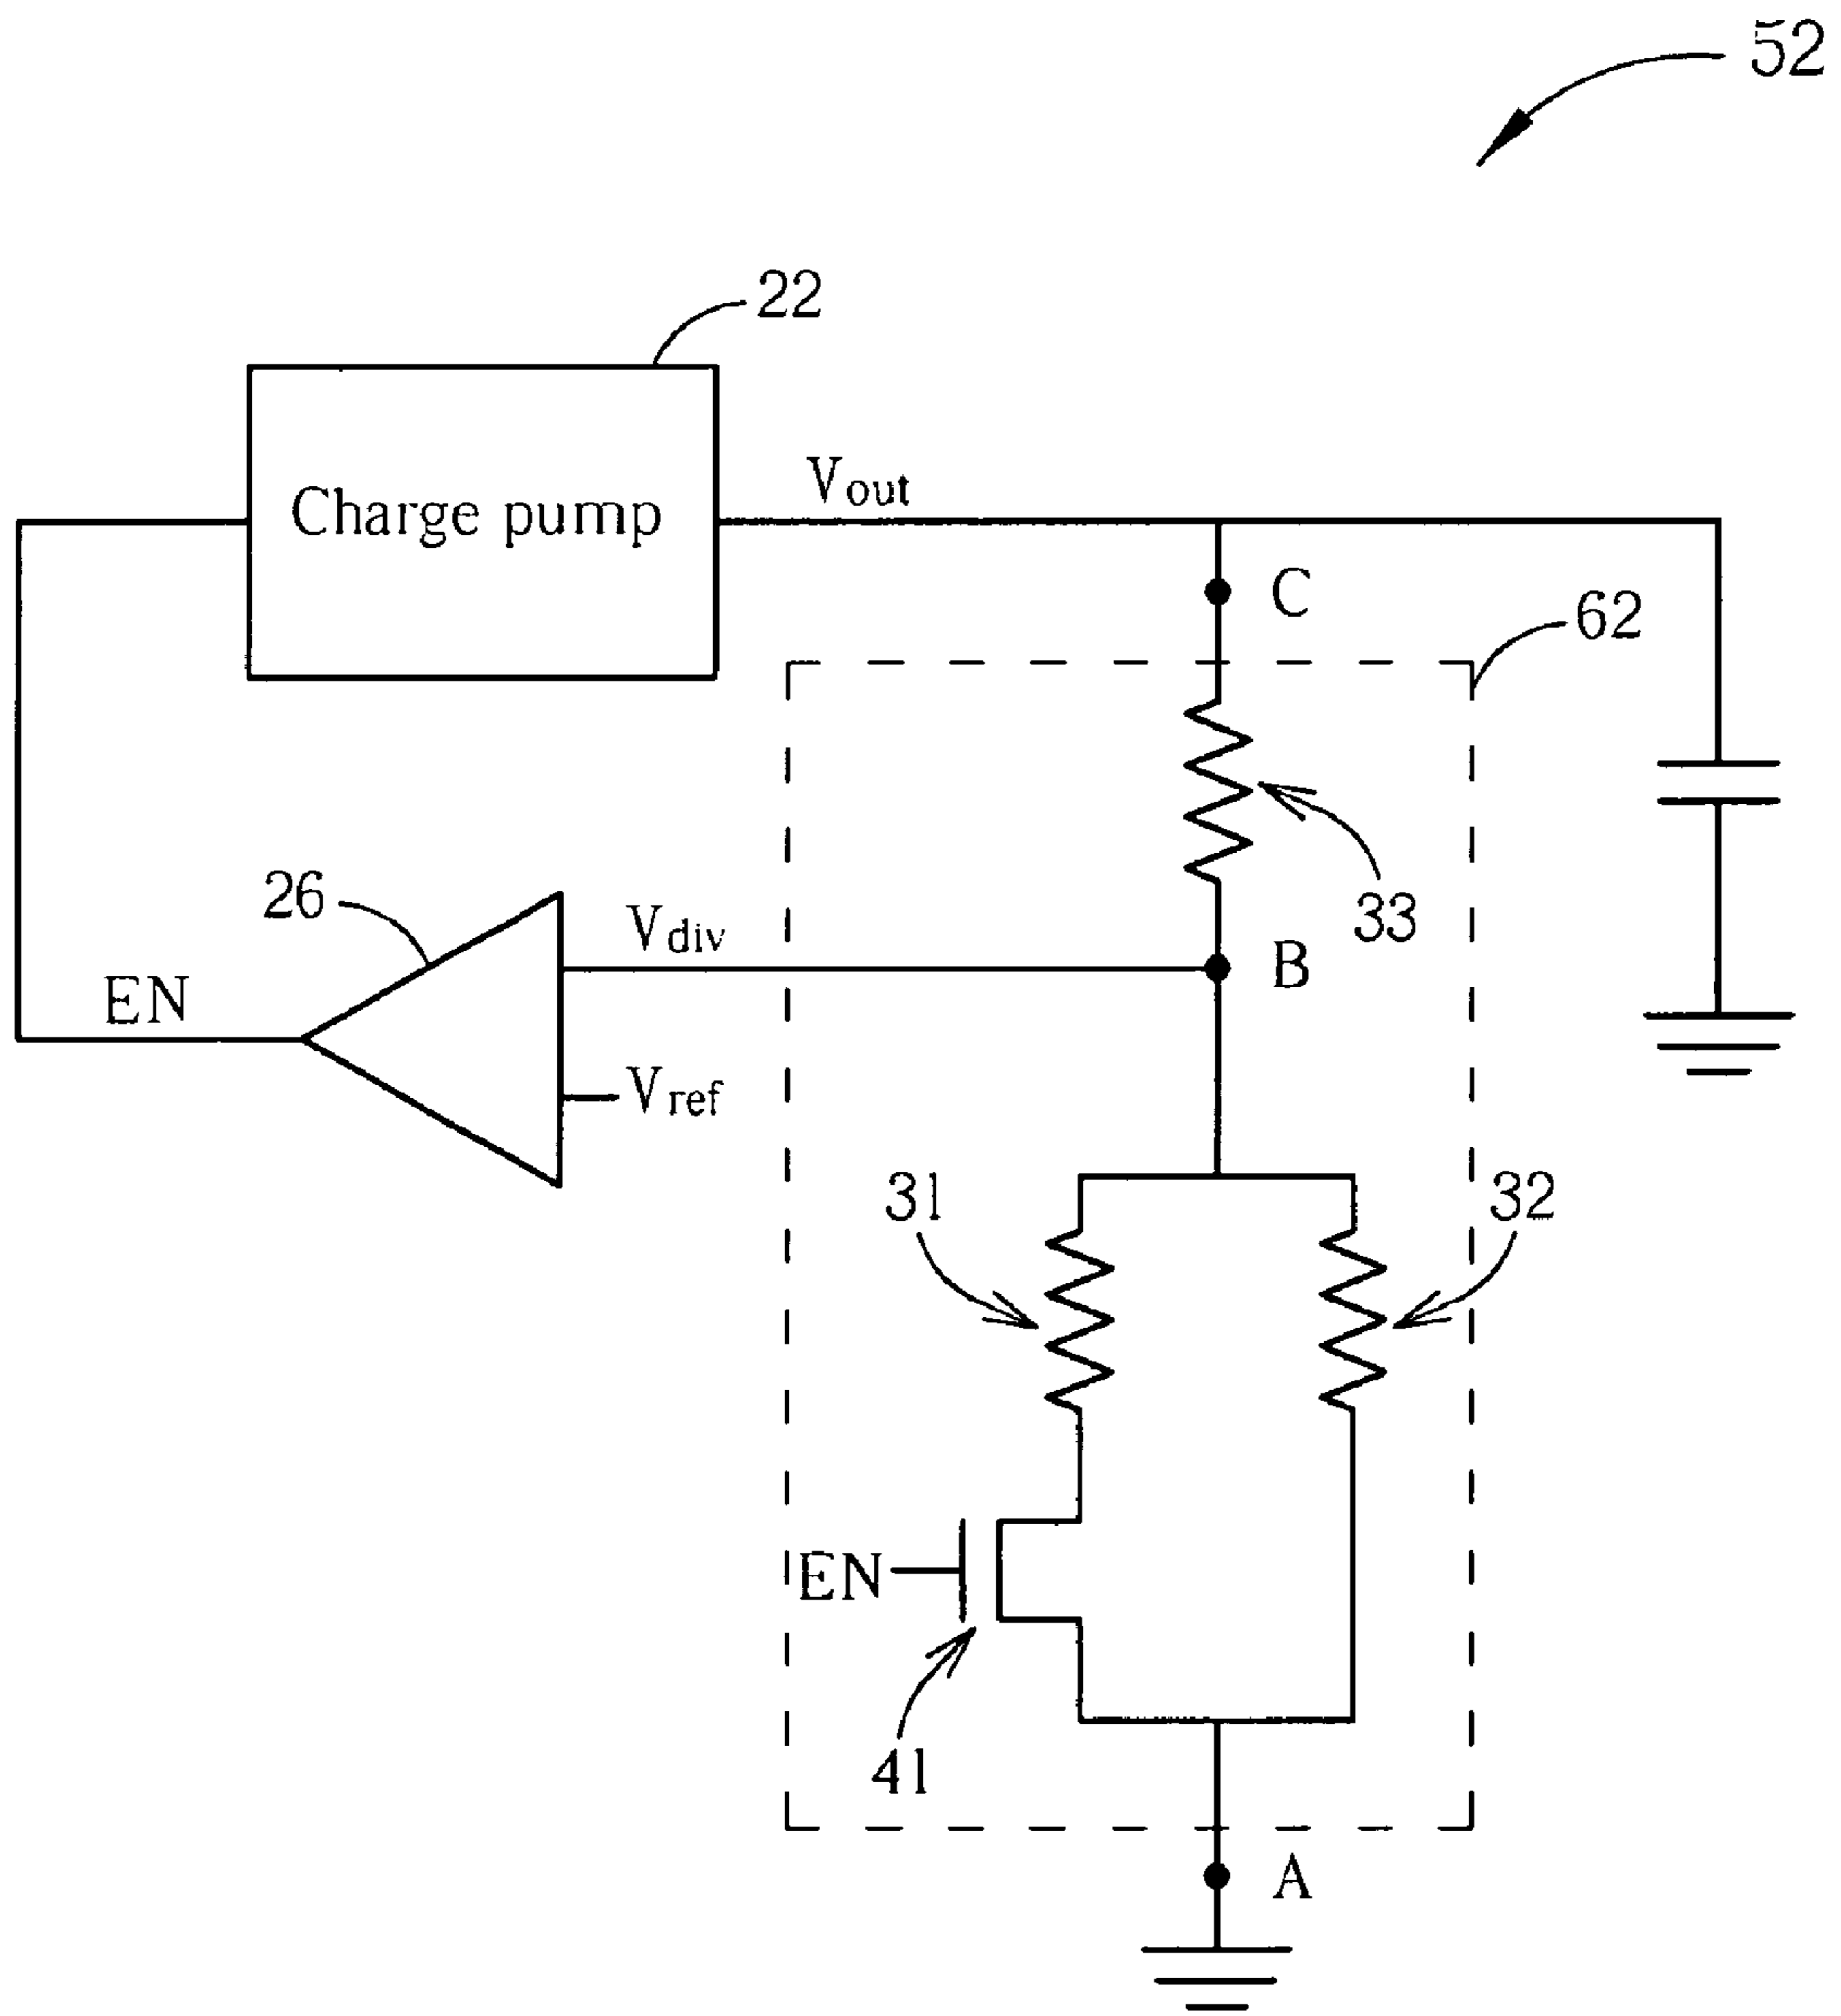 52
22
Charge pump
Vout
C
62
33
26
Vdiv
B
EN
Vref
31
32
EN
41
A